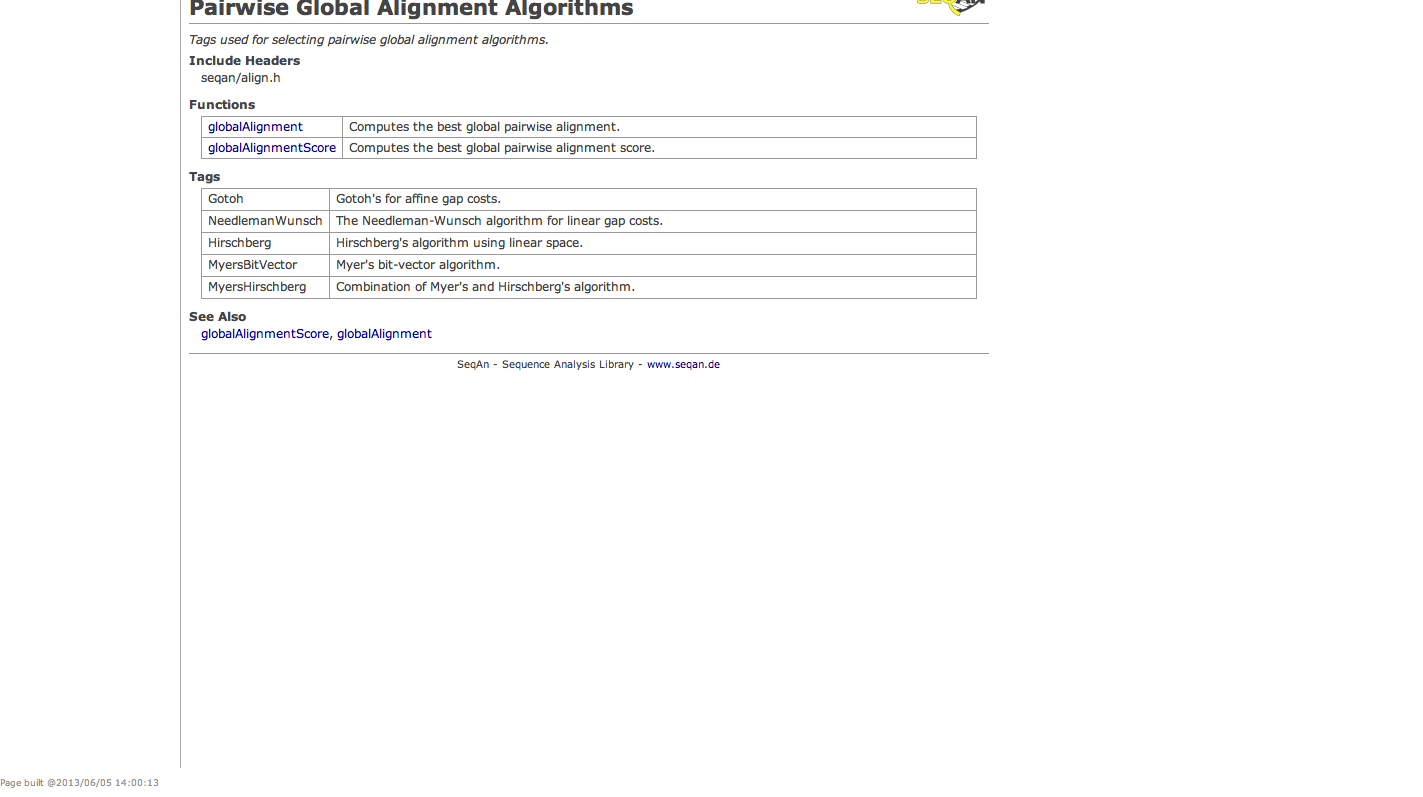 Pairwise Global Alignment Algorithms
Tags used for selecting pairwise global alignment algorithms.
Include Headers
seqan/align.h
Functions
globalAlignment Computes the best global pairwise alignment.
globalAlignmentScore Computes the best global pairwise alignment score.
Tags
Gotoh Gotoh's for affine gap costs.
NeedlemanWunsch The Needleman-Wunsch algorithm for linear gap costs.
Hirschberg Hirschberg's algorithm using linear space.
MyersBitVector Myer's bit-vector algorithm.
MyersHirschberg Combination of Myer's and Hirschberg's algorithm.
See Also
globalAlignmentScore, globalAlignment
SeqAn - Sequence Analysis Library - www.seqan.de
Page built @2013/06/05 14:00:13